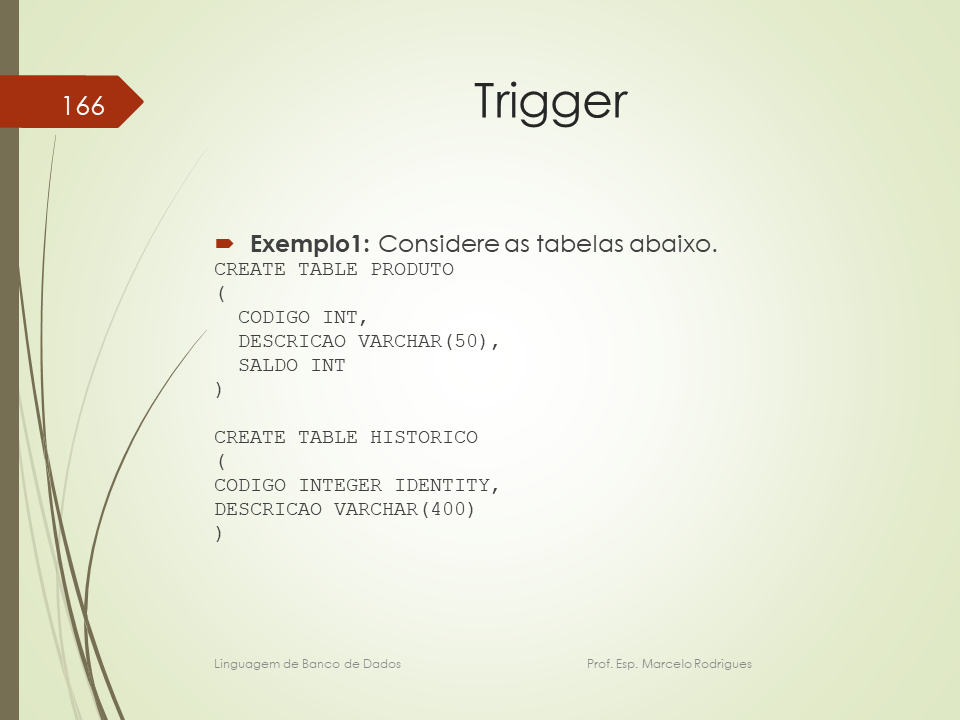 166
Trigger
Exemplo1: Considere as tabelas abaixo.
CREATE TABLE PRODUTO
(
CODIGO INT,
DESCRICAO VARCHAR(50),
SALDO INT
)
CREATE TABLE HISTORICO
(
CODIGO INTEGER IDENTITY,
DESCRICAO VARCHAR(400)
)
Linguagem de Banco de Dados
Prof. Esp. Marcelo Rodrigues